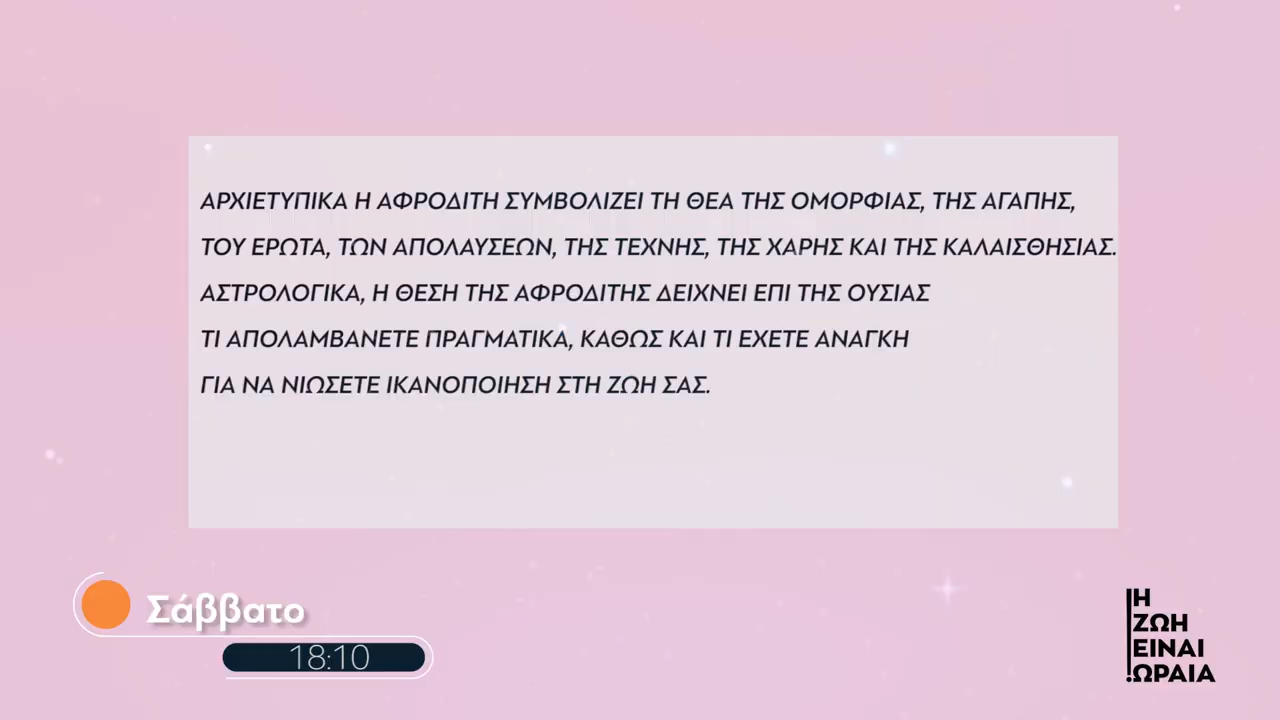 ΑΡΧΙΕΤΥΠΙΚΑ Η ΑΦΡΟΔΙΤΗ ΣΥΜΒΟΛΙΖΕΙ ΤΗ ΘΕΑ ΤΗΣ ΟΜΟΡΦΙΑΣ, ΤΗΣ ΑΓΑΠΗΣ,
ΤΟΥ ΕΡΩΤΑ, ΤΩΝ ΑΠΟΛΑΥΣΕΩΝ, ΤΗΣ ΤΕΧΝΗΣ, ΤΗΣ ΧΑΡΗΣ ΚΑΙ ΤΗΣ ΚΑΛΑΙΣΘΗΣΙΑΣ.
ΑΣΤΡΟΛΟΓΙΚΑ, Η ΘΕΣΗ ΤΗΣ ΑΦΡΟΔΙΤΗΣ ΔΕΙΧΝΕΙ ΕΠΙ ΤΗΣ ΟΥΣΙΑΣ
ΤΙ ΑΠΟΛΑΜΒΑΝΕΤΕ ΠΡΑΓΜΑΤΙΚΑ, ΚΑΘΩΣ ΚΑΙ ΤΙ ΕΧΕΤΕ ΑΝΑΓΚΗ
ΓΙΑ ΝΑ ΝΙΩΣΕΤΕ ΙΚΑΝΟΠΟΙΗΣΗ ΣΤΗ ΖΩΗ ΣΑΣ.
Σάββατο
18:10
Η
ΖΩΗ
ΕΙΝΑΙ
ΩΡΑΙΑ